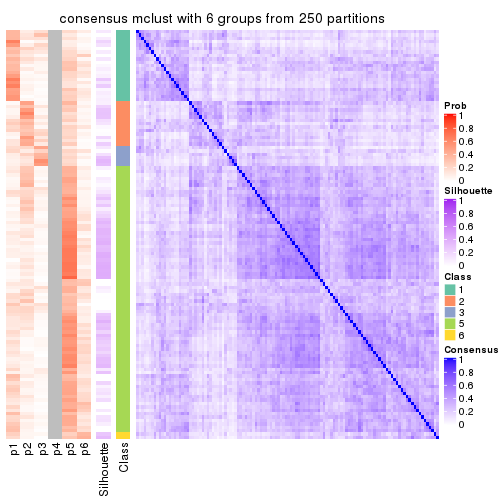 consensus mclust with 6 groups from 250 partitions
Prob
1
0.8
0.6
0.4
0.2
0
Silhouette
1
0.8
0.6
0.4
0.2
0
Class
1
2
3
5
6
Consensus
1
0.8
0.6
0.4
0.2
0
p1
p2
p3
p4
p5
p6
Silhouette
Class